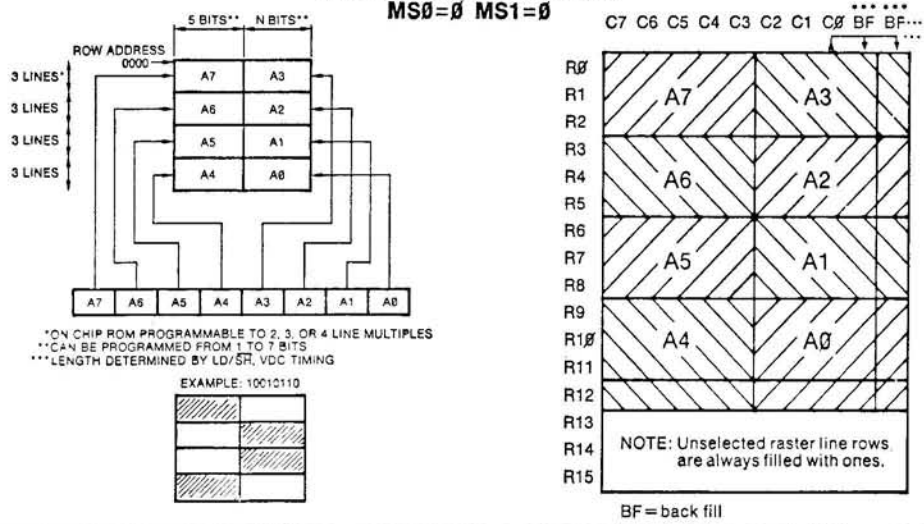 MSØ=Ø MS1=Ø
5 BITS** N BITS**
ROW ADDRESS
0000
3 LINES* A7 A3
3 LINES A6 A2
3 LINES A5 A1
3 LINES A4 A0
A7 A6 A5 A4 A3 A2 A1 A0
*ON CHIP ROM PROGRAMMABLE TO 2, 3, OR 4 LINE MULTIPLES
**CAN BE PROGRAMMED FROM 1 TO 7 BITS
***LENGTH DETERMINED BY LD/SH, VDC TIMING
EXAMPLE: 10010110
*** ***
C7 C6 C5 C4 C3 C2 C1 CØ BF BF...
RØ
R1 A7 A3
R2
R3
R4 A6 A2
R5
R6
R7 A5 A1
R8
R9
R1Ø A4 AØ
R11
R12
R13
R14
R15
NOTE: Unselected raster line rows
are always filled with ones.
BF=back fill